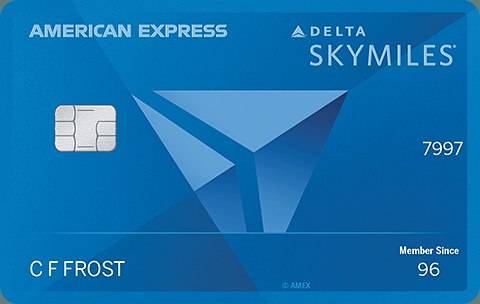 AMERICAN EXPRESS
DELTA
SKYMILES®
7997
Member Since
C F FROST
96
© AMEX